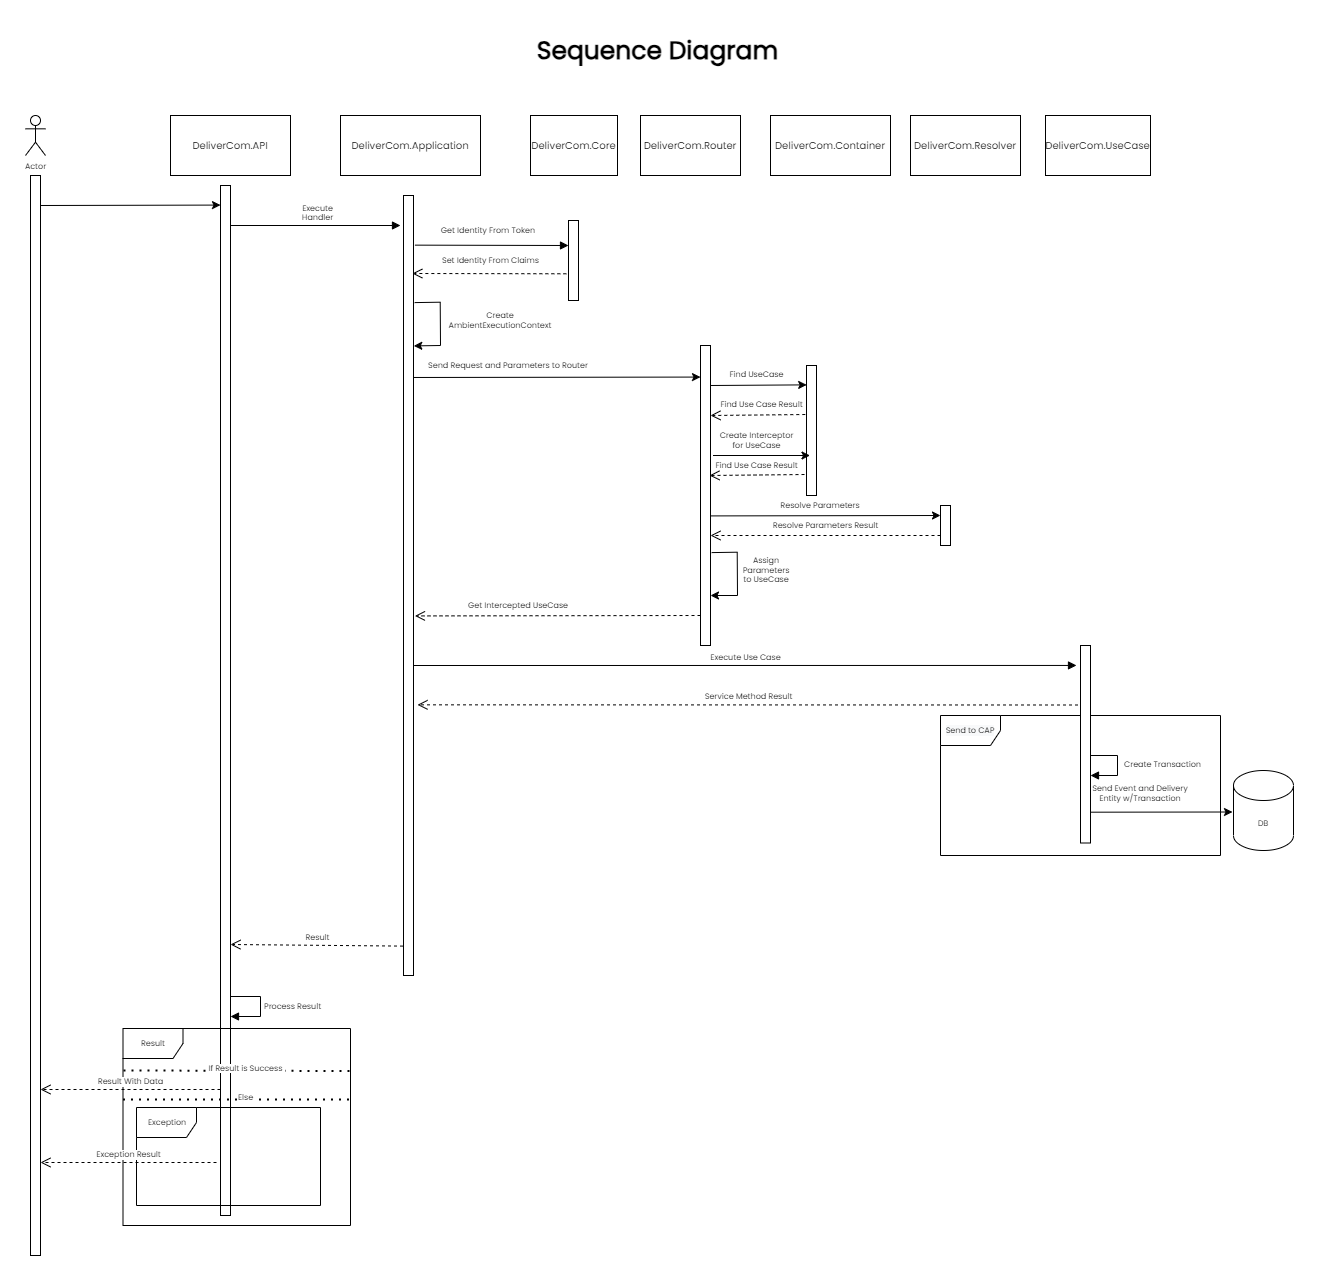 Sequence Diagram
Actor
DeliverCom.API
DeliverCom.Application
DeliverCom.Core
DeliverCom.Router
DeliverCom.Container
DeliverCom.Resolver
DeliverCom.UseCase
Execute
Handler
Get Identity From Token
Set Identity From Claims
Create
AmbientExecutionContext
Send Request and Parameters to Router
Find UseCase
Find Use Case Result
Create Interceptor
for UseCase
Find Use Case Result
Resolve Parameters
Resolve Parameters Result
Assign
Parameters
to UseCase
Get Intercepted UseCase
Execute Use Case
Service Method Result
Send to CAP
Create Transaction
Send Event and Delivery
Entity w/Transaction
DB
Result
Process Result
Result
If Result is Success
Result With Data
Else
Exception
Exception Result